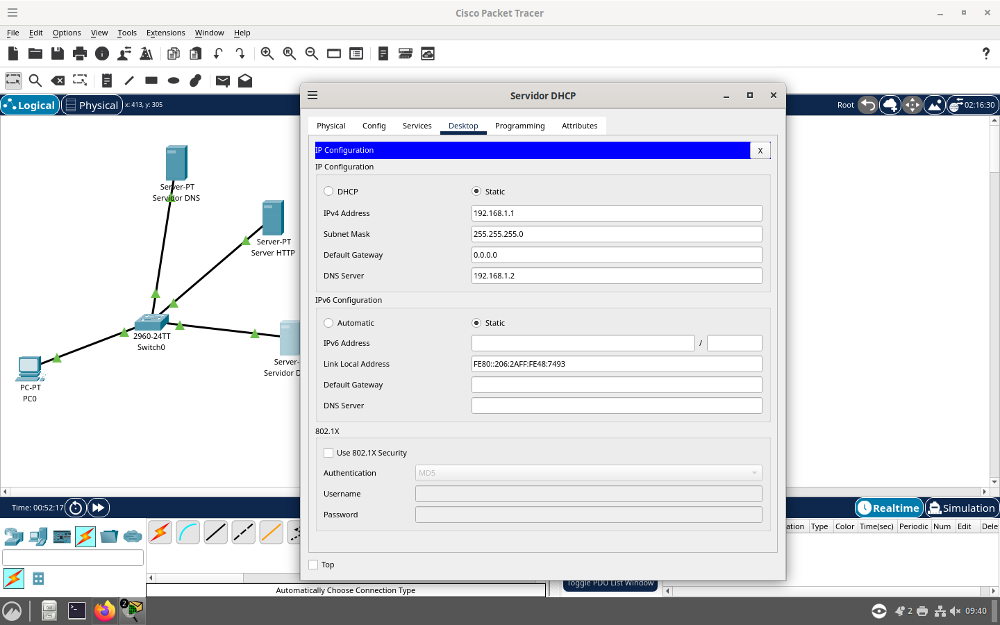 Cisco Packet Tracer
File Edit Options View Tools Extensions Window Help
?
Logical Physical x: 413, y: 305
Root 02:16:30
Server-PT
Servidor DNS
Server-PT
Server HTTP
2960-24TT
Switch0
Server-
Servidor D
PC-PT
PC0
Servidor DHCP
Physical Config Services Desktop Programming Attributes
IP Configuration X
IP Configuration
DHCP Static
IPv4 Address 192.168.1.1
Subnet Mask 255.255.255.0
Default Gateway 0.0.0.0
DNS Server 192.168.1.2
IPv6 Configuration
Automatic Static
IPv6 Address /
Link Local Address FE80::206:2AFF:FE48:7493
Default Gateway
DNS Server
802.1X
Use 802.1X Security
Authentication MD5
Username
Password
Top
Time: 00:52:17
Realtime Simulation
ation Type Color Time(sec) Periodic Num Edit Dele
Automatically Choose Connection Type
Toggle PDU List Window
2
2 09:40